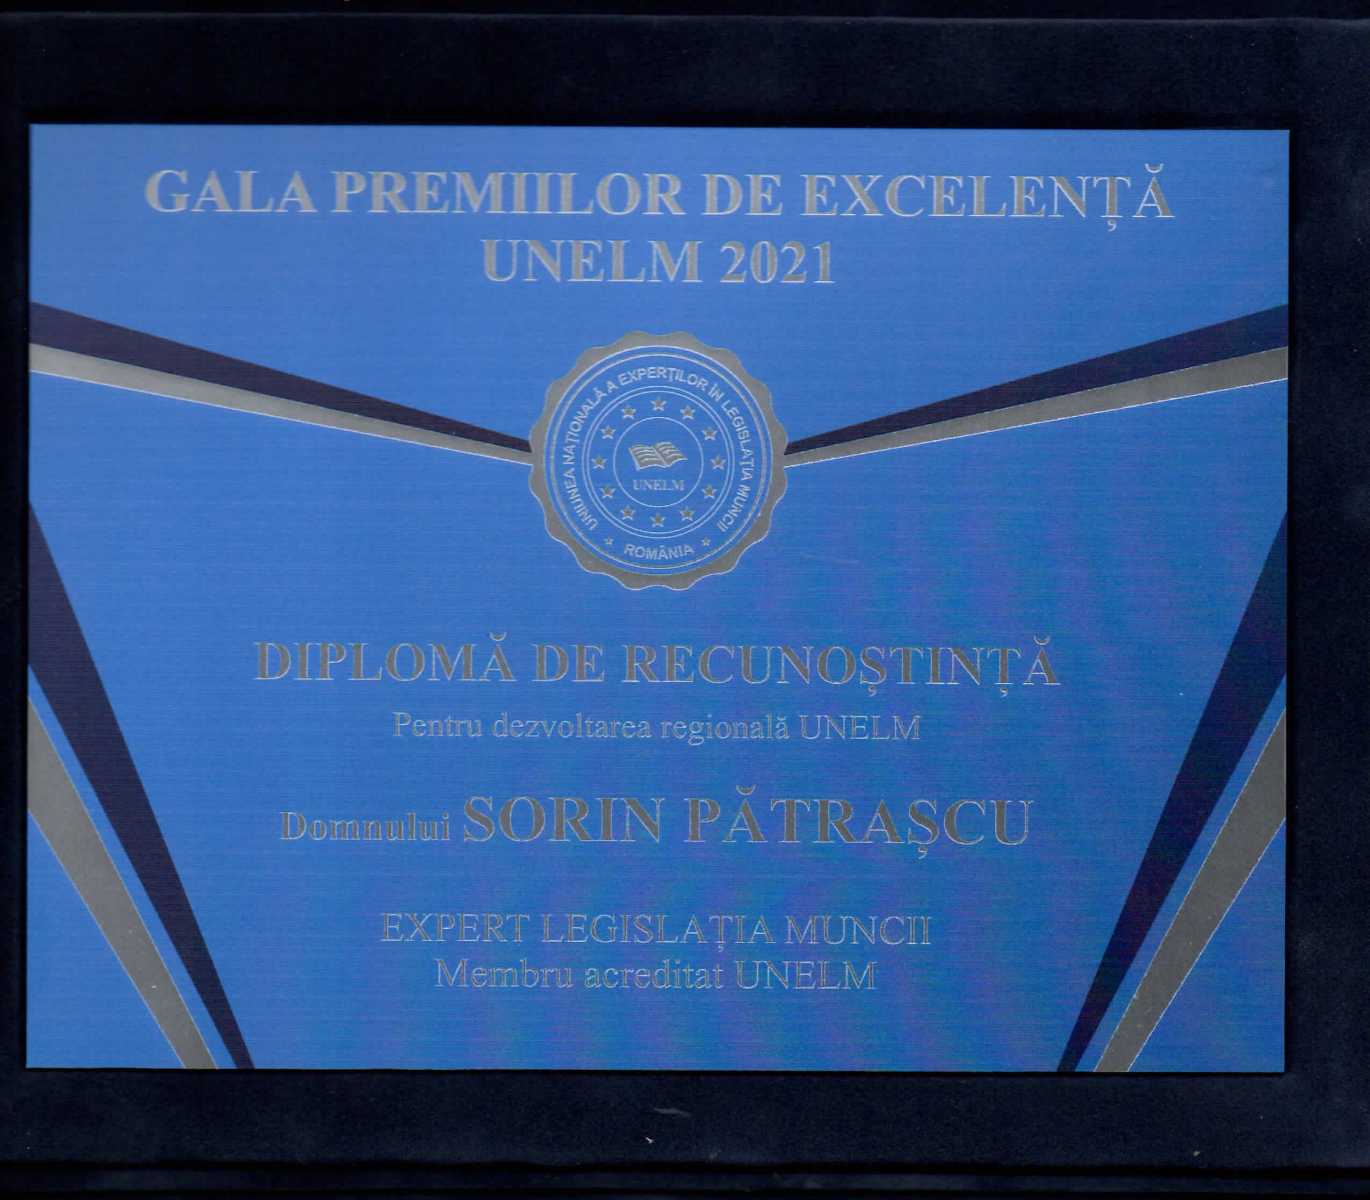 GALA PREMIILOR DE EXCELENȚĂ
UNELM 2021
UNIUNEA NAȚIONALĂ A EXPERȚILOR ÎN LEGISLAȚIA MUNCII
UNELM
ROMÂNIA
DIPLOMĂ DE RECUNOȘTINȚĂ
Pentru dezvoltarea regională UNELM
Domnului SORIN PĂTRAȘCU
EXPERT LEGISLAȚIA MUNCII
Membru acreditat UNELM